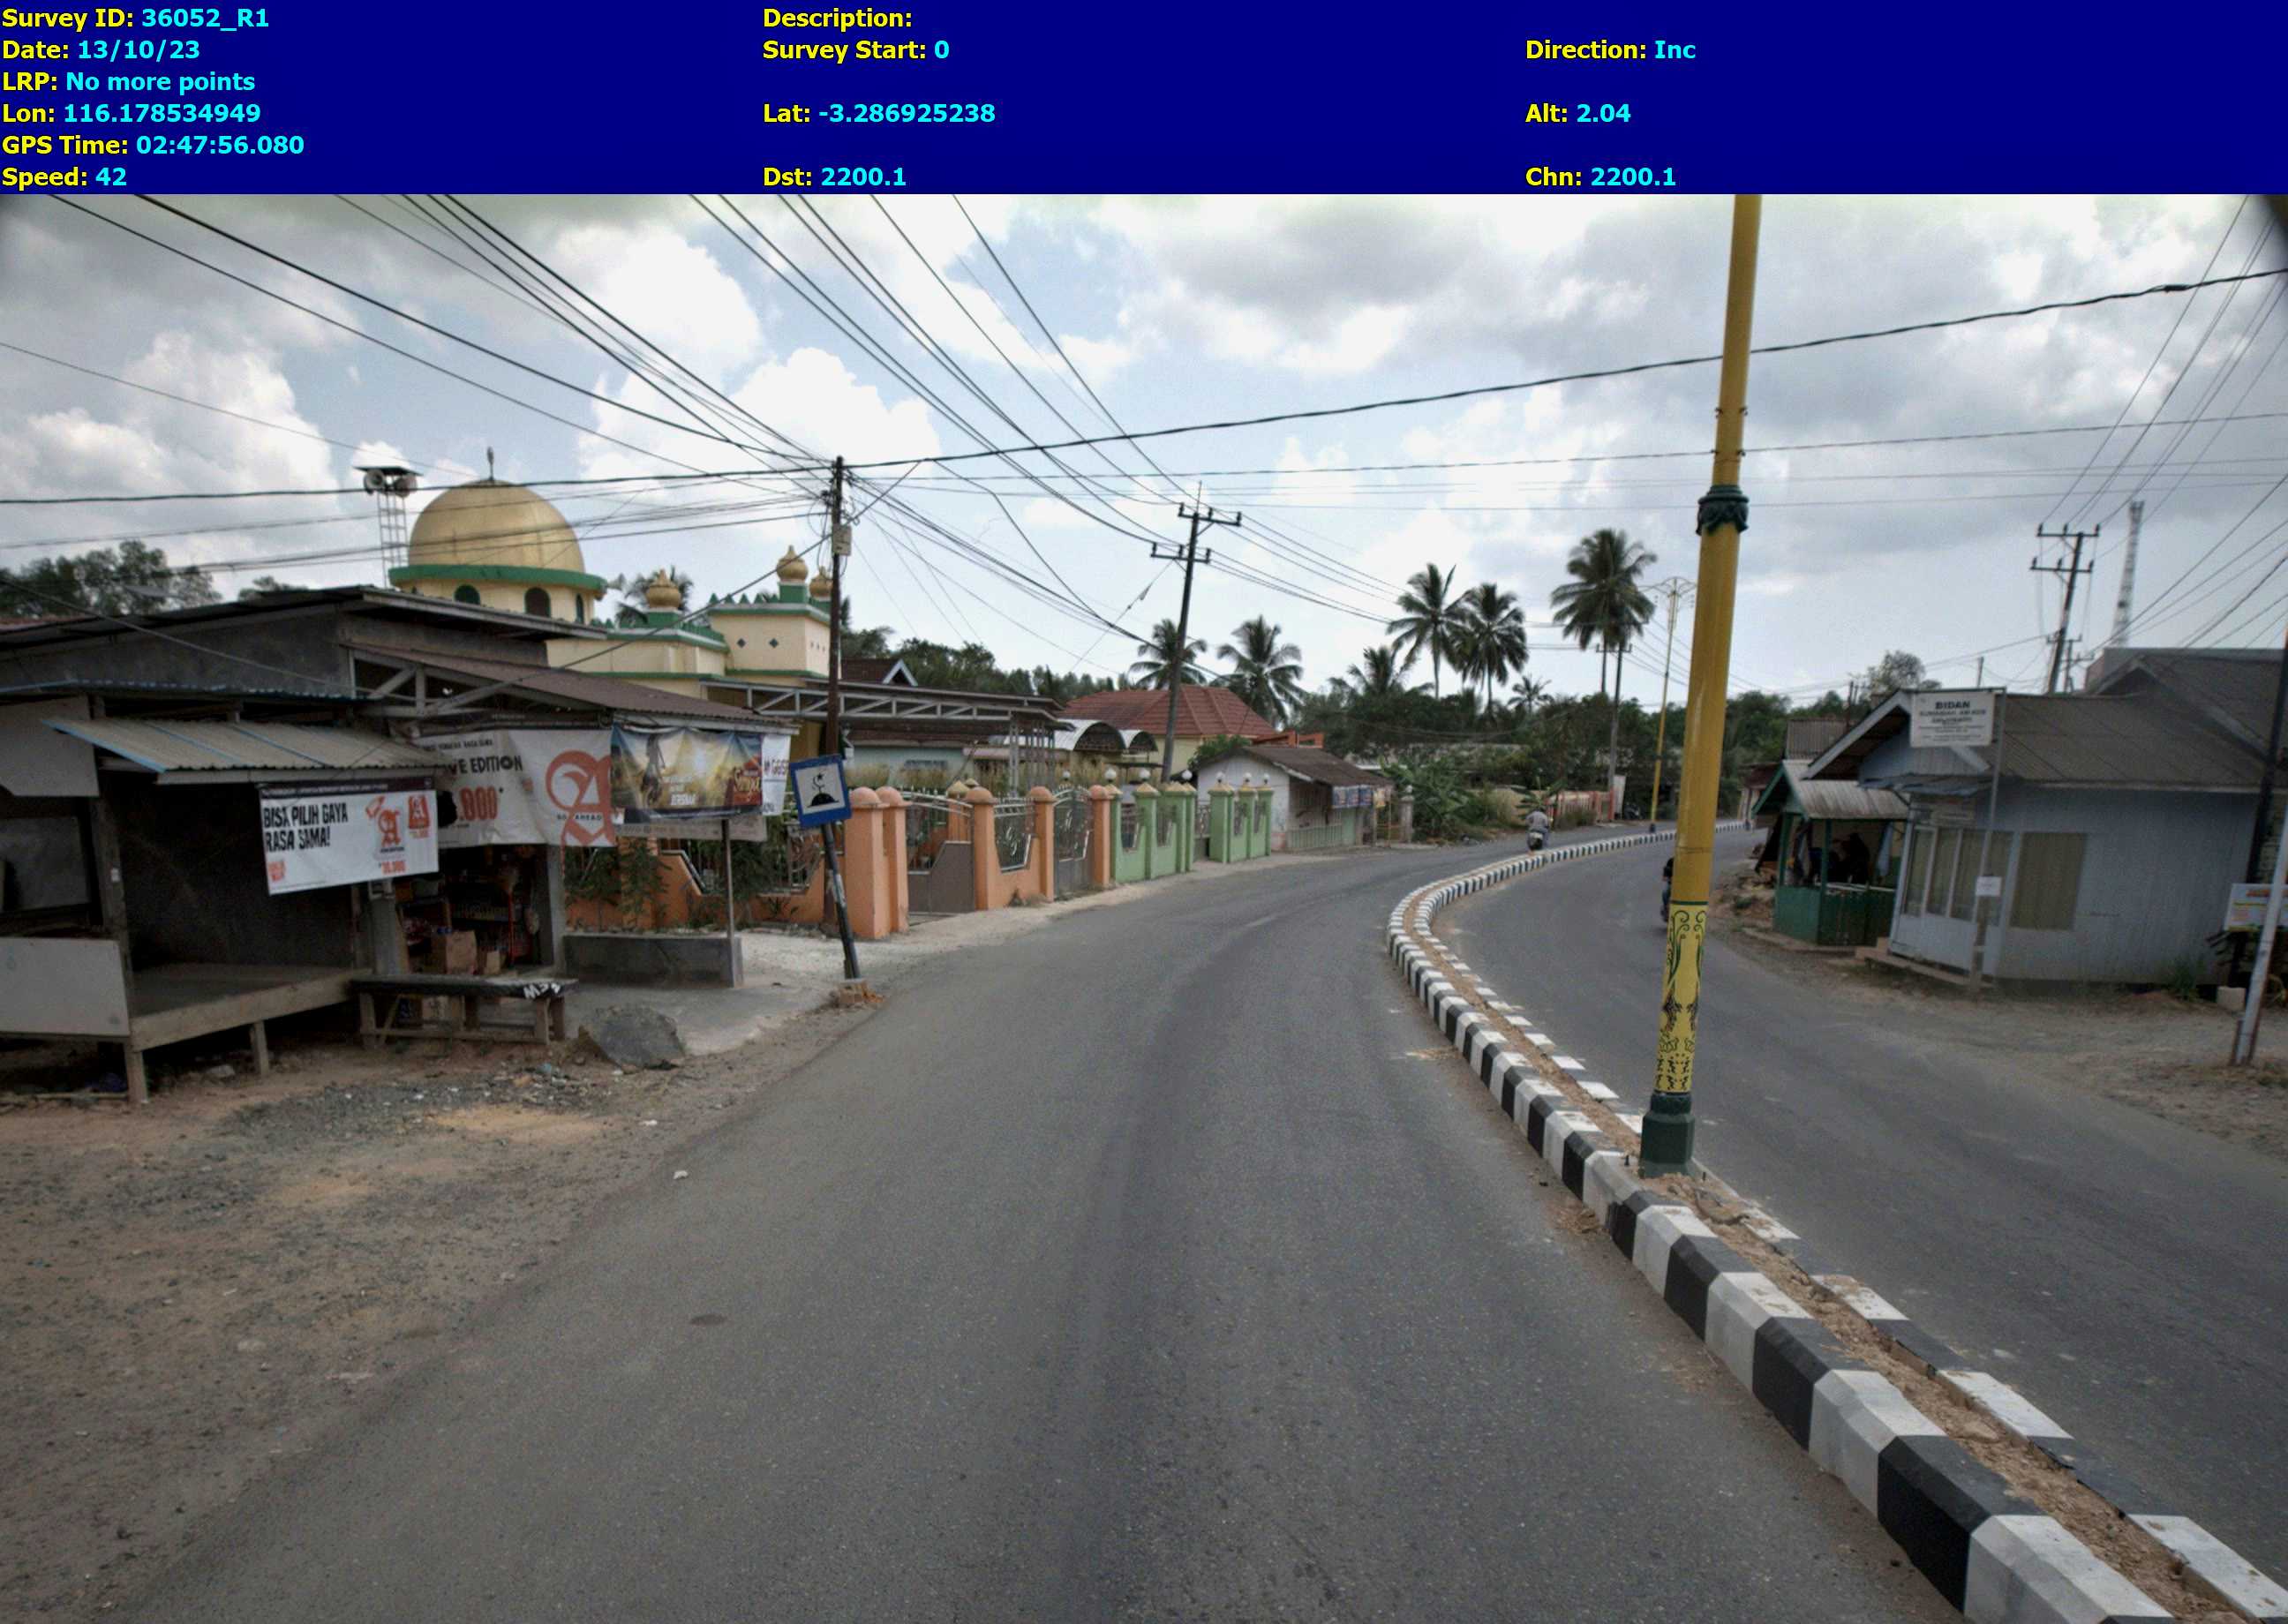 Survey ID: 36052_R1
Description:
Date: 13/10/23
Survey Start: 0
Direction: Inc
LRP: No more points
Lon: 116.178534949
Lat: -3.286925238
Alt: 2.04
GPS Time: 02:47:56.080
Speed: 42
Dst: 2200.1
Chn: 2200.1
BISA PILIH GAYA
RASA SAMA!
EDITION
.000*
BIDAN